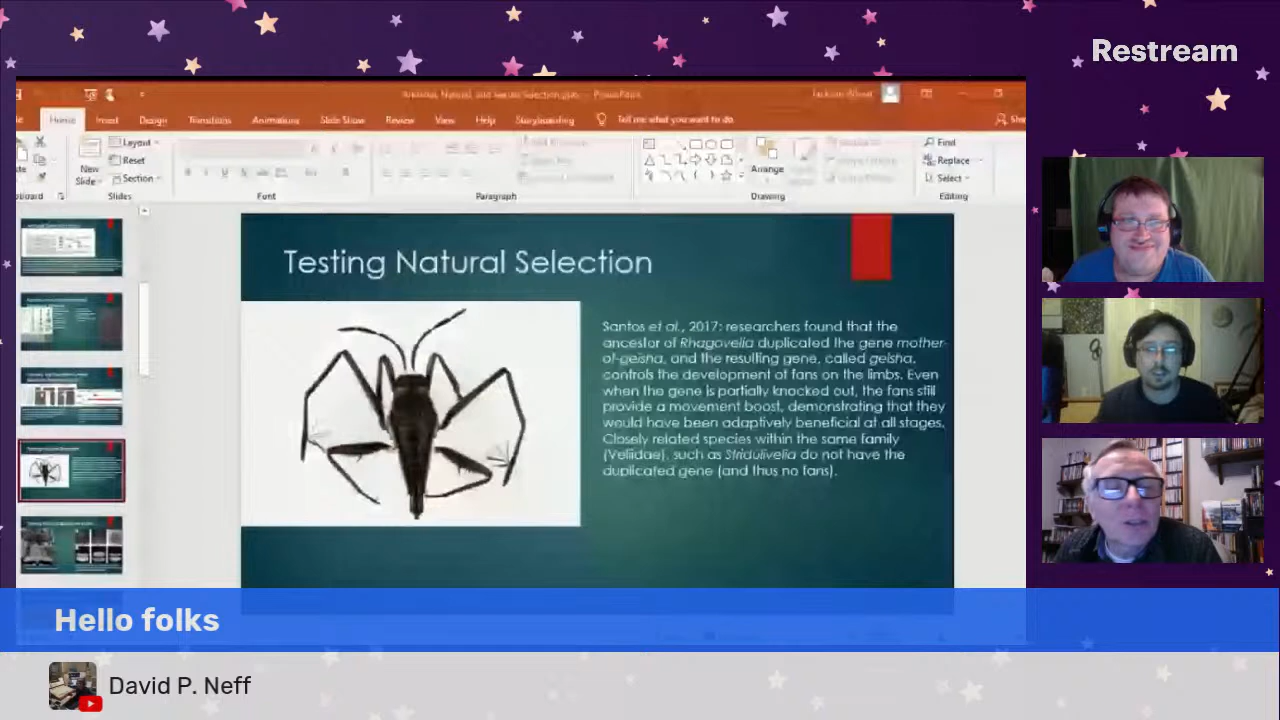 Restream
Home Insert Design Transitions Animations Slide Show Review View Help Storyboarding Tell me what you want to do
Layout
Reset
New
Slide
Section
Slides
Font
Paragraph
Arrange
Drawing
Find
Replace
Select
Editing
Testing Natural Selection
Santos et al., 2017: researchers found that the
ancestor of Rhagovelia duplicated the gene mother-
of-geisha, and the resulting gene, called geisha,
controls the development of fans on the limbs. Even
when the gene is partially knocked out, the fans still
provide a movement boost, demonstrating that they
would have been adaptively beneficial at all stages.
Closely related species within the same family
(Veliidae), such as Stridulivelia do not have the
duplicated gene (and thus no fans).
Hello folks
David P. Neff